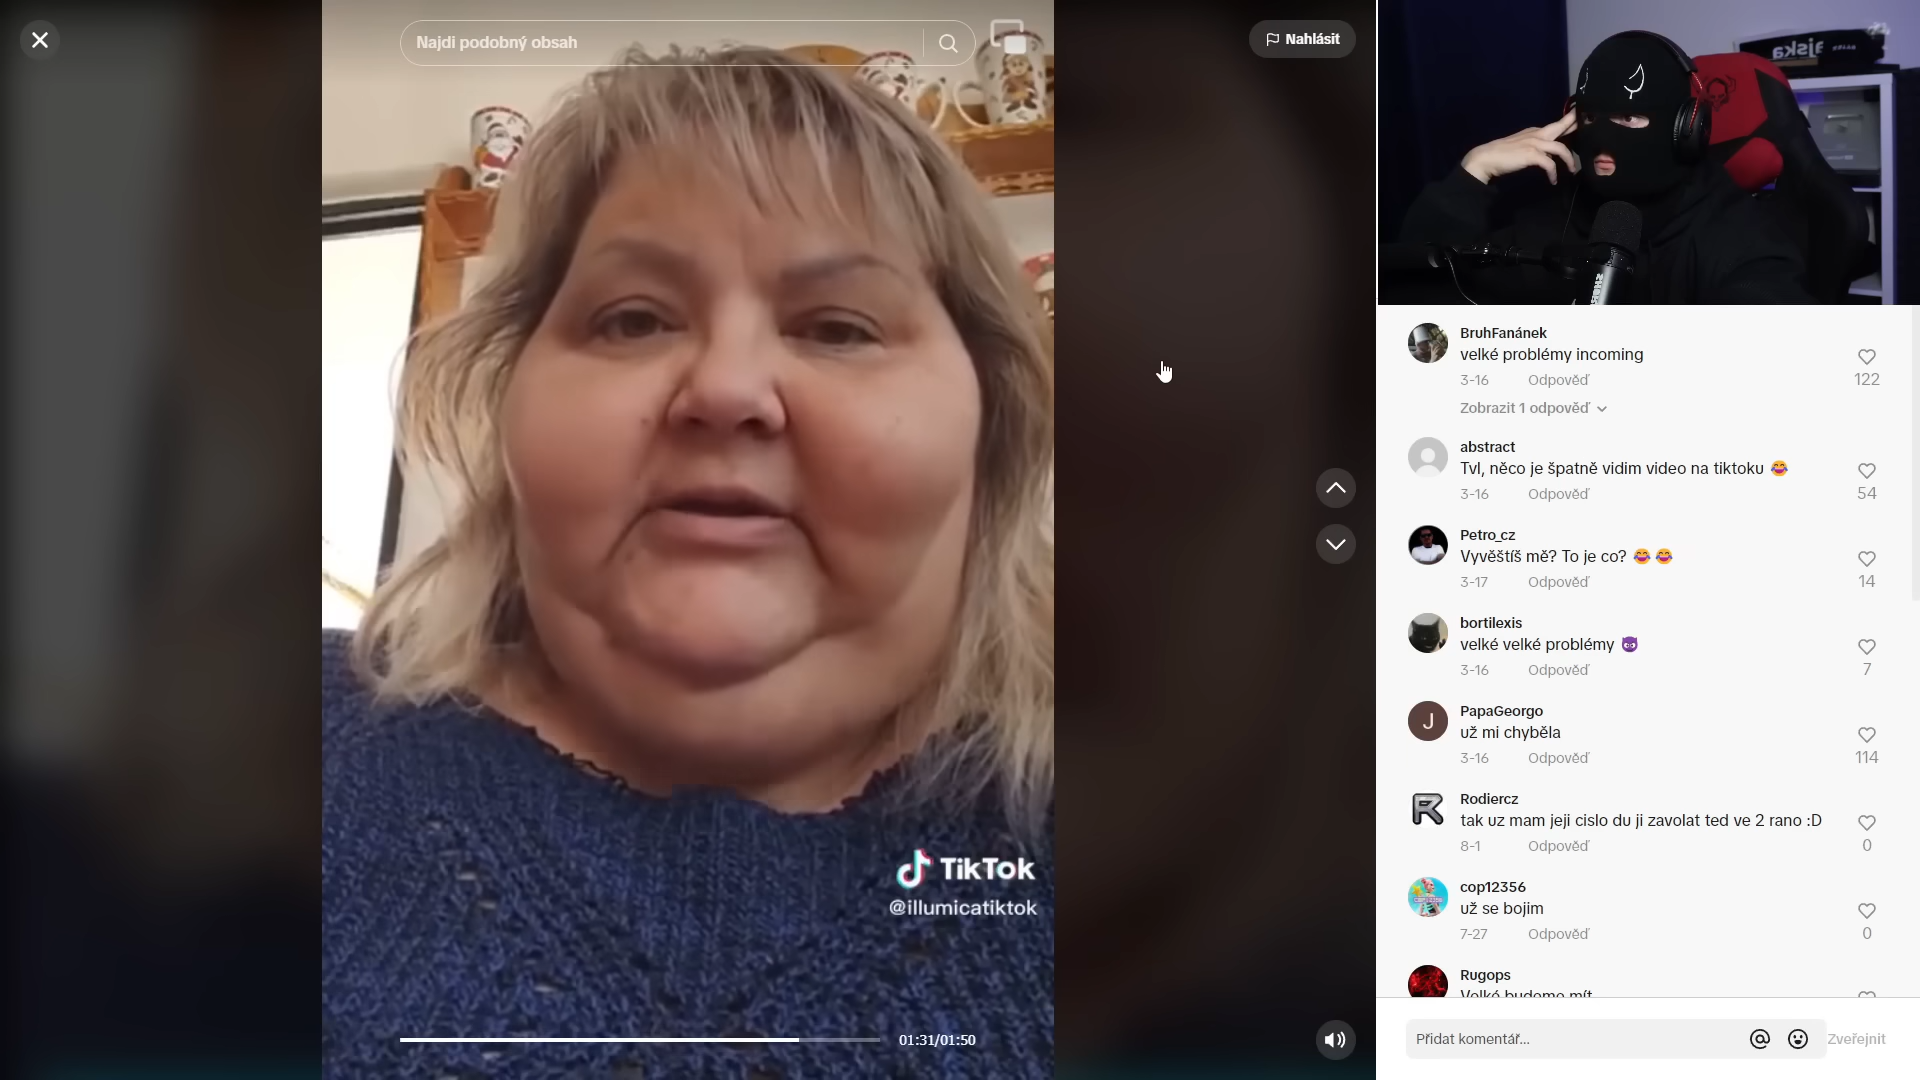 Najdi podobný obsah
Nahlásit
BruhFanánek
velké problémy incoming
3-16 Odpověď
122
Zobrazit 1 odpověď
abstract
Tvl, něco je špatně vidim video na tiktoku 😂
3-16 Odpověď
54
Petro_cz
Vyvěštíš mě? To je co? 😂 😂
3-17 Odpověď
14
bortilexis
velké velké problémy 😈
3-16 Odpověď
7
J
PapaGeorgo
už mi chyběla
3-16 Odpověď
114
R
Rodiercz
tak uz mam jeji cislo du ji zavolat ted ve 2 rano :D
8-1 Odpověď
0
cop12356
už se bojim
7-27 Odpověď
0
Rugops
Velké budeme mít
TikTok
@illumicatiktok
01:31/01:50
Přidat komentář...
Zveřejnit